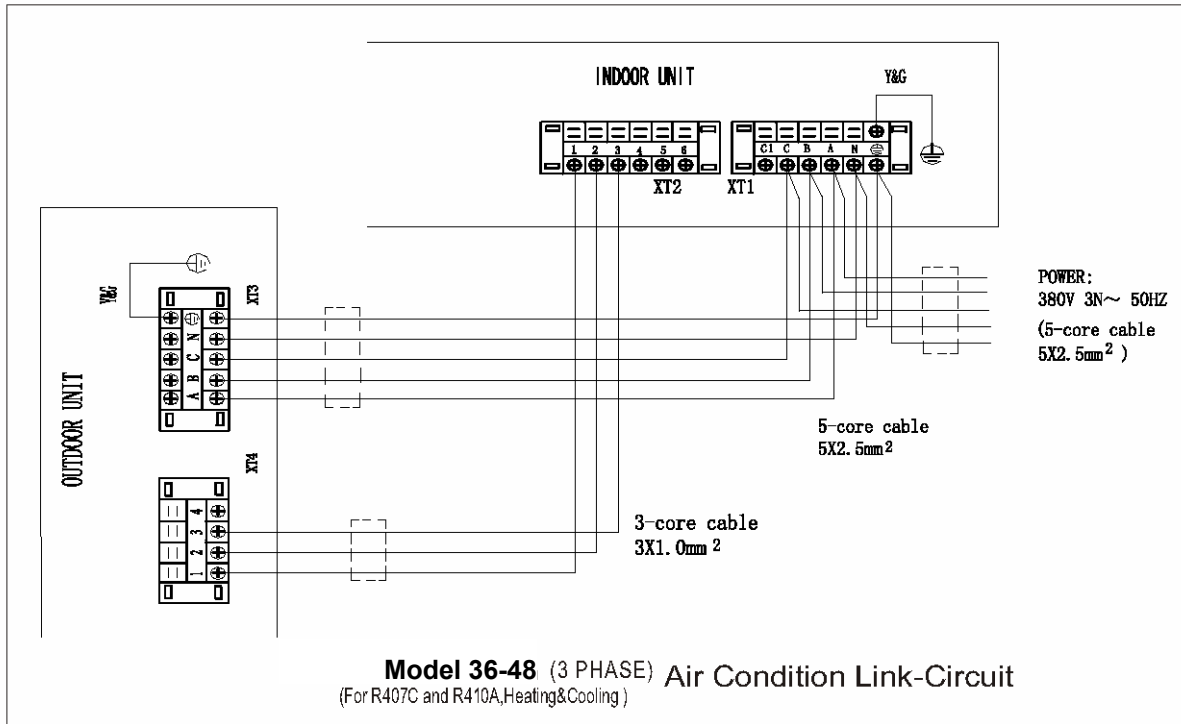 INDOOR UNIT
Y&G
1 2 3 4 5 6
C1 C B A N
XT2
XT1
Y&G
XT3
N
C
B
A
OUTDOOR UNIT
XT4
4
3
2
1
POWER:
380V 3N～ 50HZ
(5-core cable
5X2.5mm² )
5-core cable
5X2.5mm²
3-core cable
3X1.0mm²
Model 36-48 (3 PHASE) Air Condition Link-Circuit
(For R407C and R410A,Heating&Cooling )